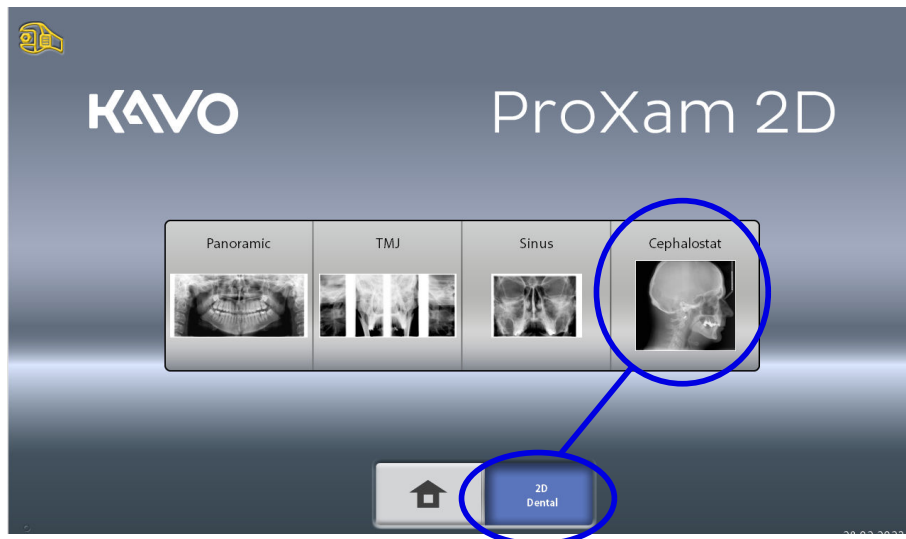 KAVO
ProXam 2D
Panoramic
TMJ
Sinus
Cephalostat
2D
Dental